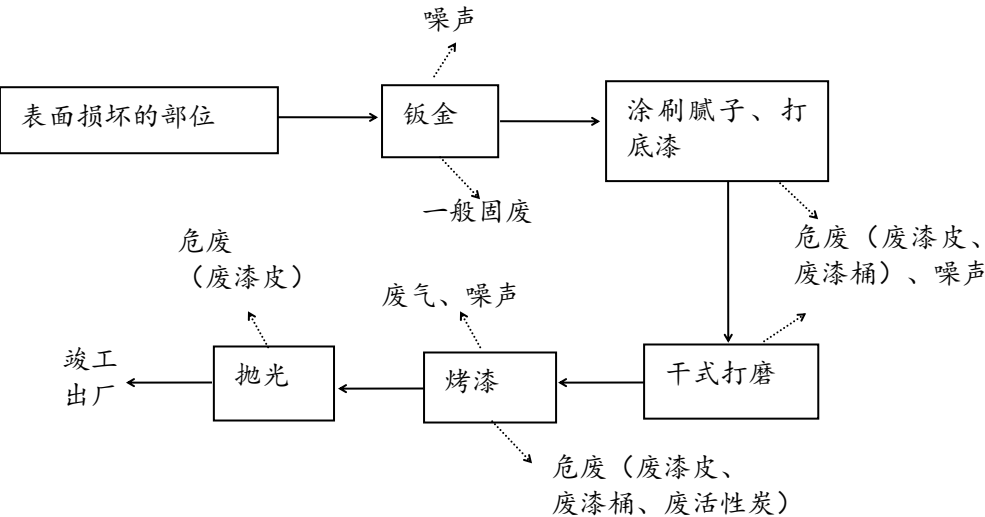 噪声
表面损坏的部位
钣金
涂刷腻子、打
底漆
一般固废
危废（废漆皮、
废漆桶）、噪声
危废
（废漆皮）
废气、噪声
竣工
出厂
抛光
烤漆
干式打磨
危废（废漆皮、
废漆桶、废活性炭）